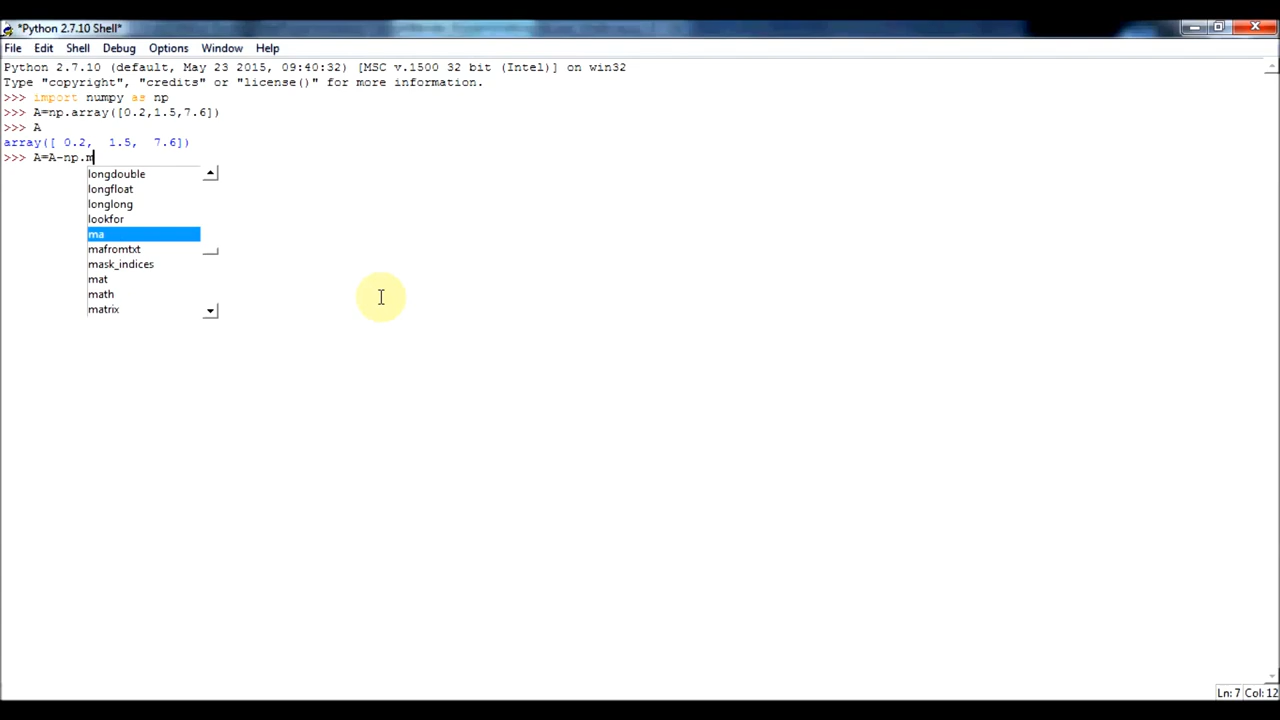 *Python 2.7.10 Shell*
File Edit Shell Debug Options Window Help
Python 2.7.10 (default, May 23 2015, 09:40:32) [MSC v.1500 32 bit (Intel)] on win32
Type "copyright", "credits" or "license()" for more information.
>>> import numpy as np
>>> A=np.array([0.2,1.5,7.6])
>>> A
array([ 0.2,  1.5,  7.6])
>>> A=A-np.m
longdouble
longfloat
longlong
lookfor
ma
mafromtxt
mask_indices
mat
math
matrix
Ln: 7 Col: 12